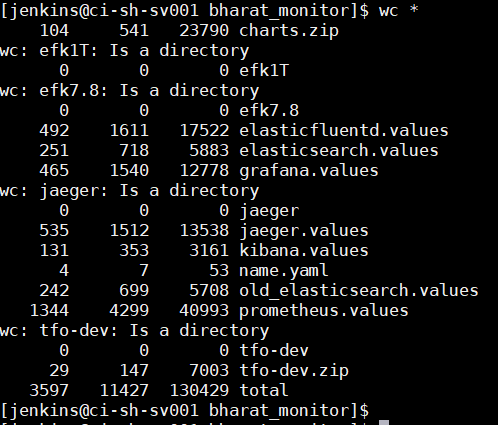 [jenkins@ci-sh-sv001 bharat_monitor]$ wc *
104 541 23790 charts.zip
wc: efk1T: Is a directory
0 0 0 efk1T
wc: efk7.8: Is a directory
0 0 0 efk7.8
492 1611 17522 elasticfluentd.values
251 718 5883 elasticsearch.values
465 1540 12778 grafana.values
wc: jaeger: Is a directory
0 0 0 jaeger
535 1512 13538 jaeger.values
131 353 3161 kibana.values
4 7 53 name.yaml
242 699 5708 old_elasticsearch.values
1344 4299 40993 prometheus.values
wc: tfo-dev: Is a directory
0 0 0 tfo-dev
29 147 7003 tfo-dev.zip
3597 11427 130429 total
[jenkins@ci-sh-sv001 bharat_monitor]$